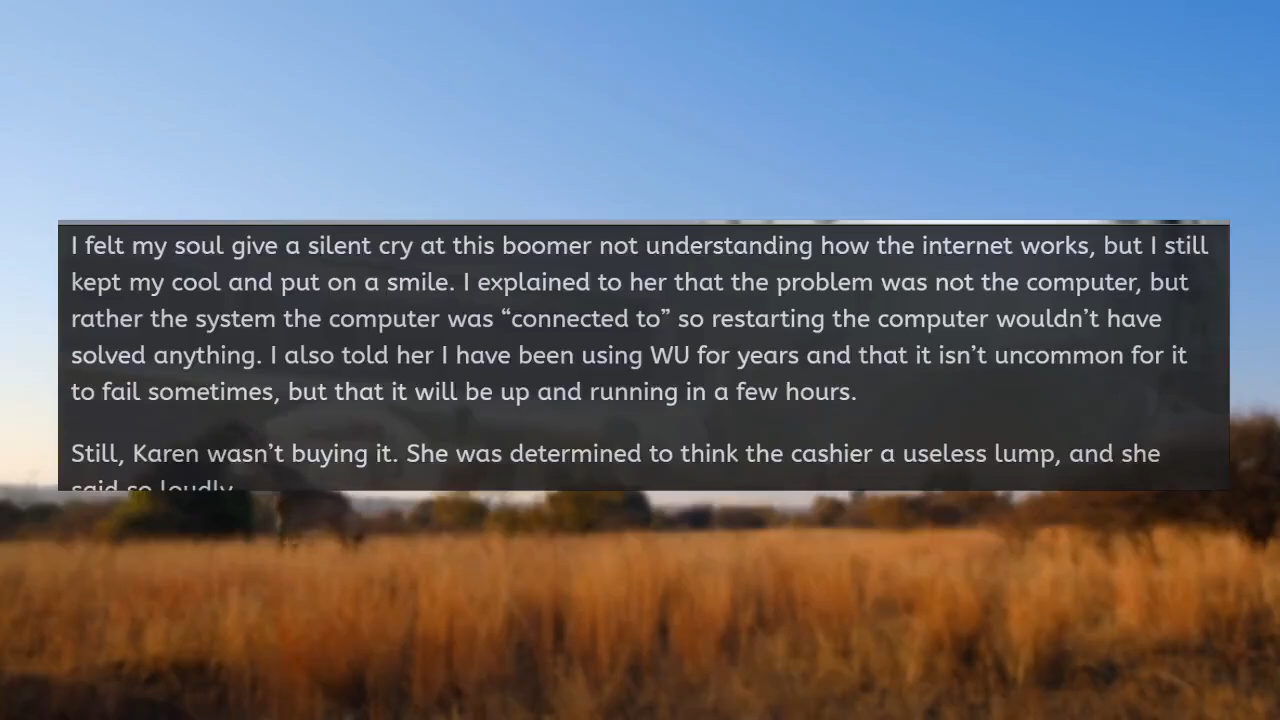 I felt my soul give a silent cry at this boomer not understanding how the internet works, but I still
kept my cool and put on a smile. I explained to her that the problem was not the computer, but
rather the system the computer was “connected to” so restarting the computer wouldn’t have
solved anything. I also told her I have been using WU for years and that it isn’t uncommon for it
to fail sometimes, but that it will be up and running in a few hours.
Still, Karen wasn’t buying it. She was determined to think the cashier a useless lump, and she
said so loudly